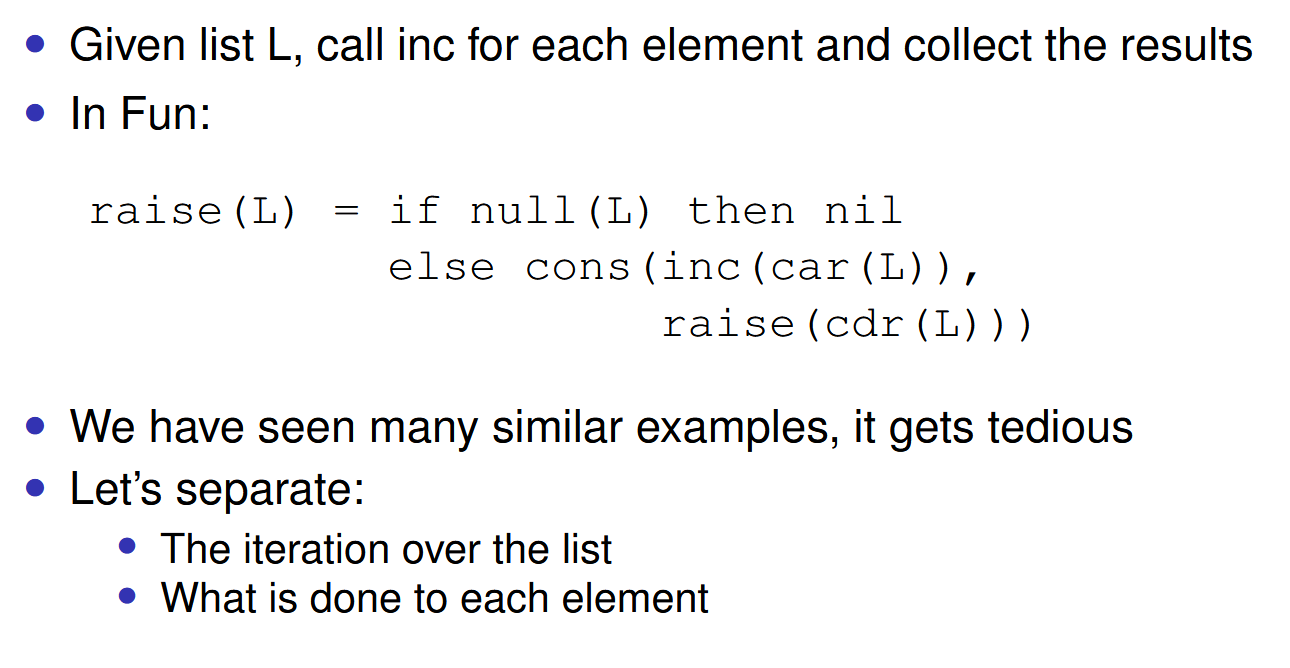 • Given list L, call inc for each element and collect the results
• In Fun:
raise(L) = if null(L) then nil
else cons(inc(car(L)),
raise(cdr(L)))
• We have seen many similar examples, it gets tedious
• Let’s separate:
• The iteration over the list
• What is done to each element